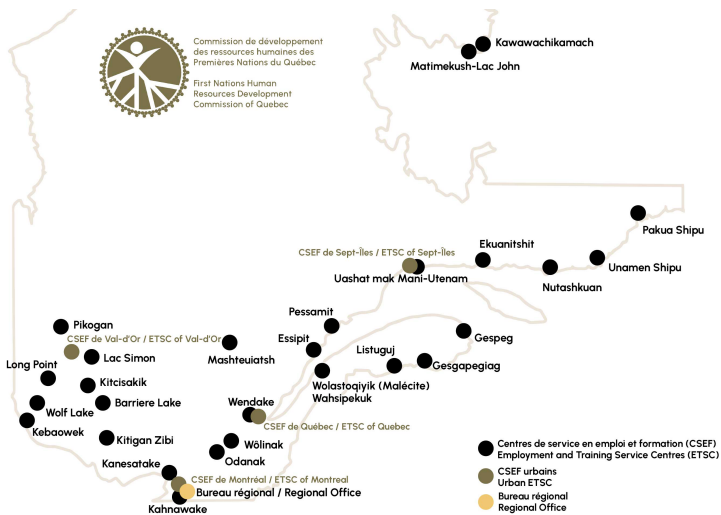 Commission de développement
des ressources humaines des
Premières Nations du Québec
First Nations Human
Resources Development
Commission of Quebec
Kawawachikamach
Matimekush-Lac John
Pakua Shipu
CSEF de Sept-Îles / ETSC of Sept-Îles
Ekuanitshit
Unamen Shipu
Uashat mak Mani-Utenam
Nutashkuan
Pessamit
Pikogan
CSEF de Val-d'Or / ETSC of Val-d'Or
Essipit
Gespeg
Lac Simon
Mashteuiatsh
Listuguj
Long Point
Gesgapegiag
Kitcisakik
Wolastoqiyik (Malécite)
Wahsipekuk
Wolf Lake
Barriere Lake
Wendake
Kebaowek
CSEF de Québec / ETSC of Quebec
Kitigan Zibi
Wôlinak
Odanak
Kanesatake
CSEF de Montréal / ETSC of Montreal
Bureau régional / Regional Office
Kahnawake
Centres de service en emploi et formation (CSEF)
Employment and Training Service Centres (ETSC)
CSEF urbains
Urban ETSC
Bureau régional
Regional Office